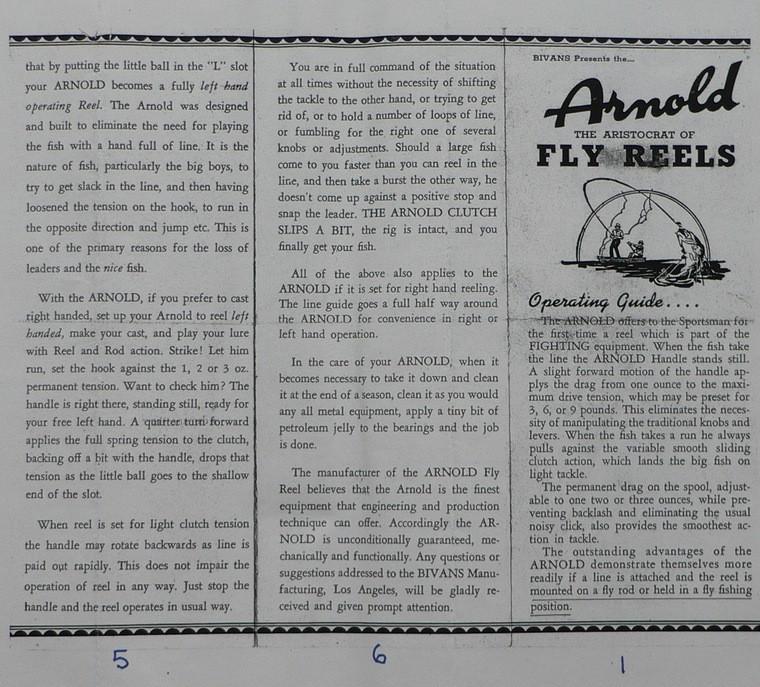 that by putting the little ball in the "L" slot
your ARNOLD becomes a fully left hand
operating Reel. The Arnold was designed
and built to eliminate the need for playing
the fish with a hand full of line. It is the
nature of fish, particularly the big boys, to
try to get slack in the line, and then having
loosened the tension on the hook, to run in
the opposite direction and jump etc. This is
one of the primary reasons for the loss of
leaders and the nice fish.
With the ARNOLD, if you prefer to cast
right handed, set up your Arnold to reel left
handed, make your cast, and play your lure
with Reel and Rod action. Strike! Let him
run, set the hook against the 1, 2 or 3 oz.
permanent tension. Want to check him? The
handle is right there, standing still, ready for
your free left hand. A quarter turn forward
applies the full spring tension to the clutch,
backing off a bit with the handle, drops that
tension as the little ball goes to the shallow
end of the slot.
When reel is set for light clutch tension
the handle may rotate backwards as line is
paid out rapidly. This does not impair the
operation of reel in any way. Just stop the
handle and the reel operates in usual way.
5
You are in full command of the situation
at all times without the necessity of shifting
the tackle to the other hand, or trying to get
rid of, or to hold a number of loops of line,
or fumbling for the right one of several
knobs or adjustments. Should a large fish
come to you faster than you can reel in the
line, and then take a burst the other way, he
doesn't come up against a positive stop and
snap the leader. THE ARNOLD CLUTCH
SLIPS A BIT, the rig is intact, and you
finally get your fish.
All of the above also applies to the
ARNOLD if it is set for right hand reeling.
The line guide goes a full half way around
the ARNOLD for convenience in right or
left hand operation.
In the care of your ARNOLD, when it
becomes necessary to take it down and clean
it at the end of a season, clean it as you would
any all metal equipment, apply a tiny bit of
petroleum jelly to the bearings and the job
is done.
The manufacturer of the ARNOLD Fly
Reel believes that the Arnold is the finest
equipment that engineering and production
technique can offer. Accordingly the AR-
NOLD is unconditionally guaranteed, me-
chanically and functionally. Any questions or
suggestions addressed to the BIVANS Manu-
facturing, Los Angeles, will be gladly re-
ceived and given prompt attention.
6
BIVANS Presents the...
Arnold
THE ARISTOCRAT OF
FLY REELS
Operating Guide....
The ARNOLD offers to the Sportsman for
the first time a reel which is part of the
FIGHTING equipment. When the fish take
the line the ARNOLD Handle stands still.
A slight forward motion of the handle ap-
plys the drag from one ounce to the maxi-
mum drive tension, which may be preset for
3, 6, or 9 pounds. This eliminates the neces-
sity of manipulating the traditional knobs and
levers. When the fish takes a run he always
pulls against the variable smooth sliding
clutch action, which lands the big fish on
light tackle.
The permanent drag on the spool, adjust-
able to one two or three ounces, while pre-
venting backlash and eliminating the usual
noisy click, also provides the smoothest ac-
tion in tackle.
The outstanding advantages of the
ARNOLD demonstrate themselves more
readily if a line is attached and the reel is
mounted on a fly rod or held in a fly fishing
position.
1